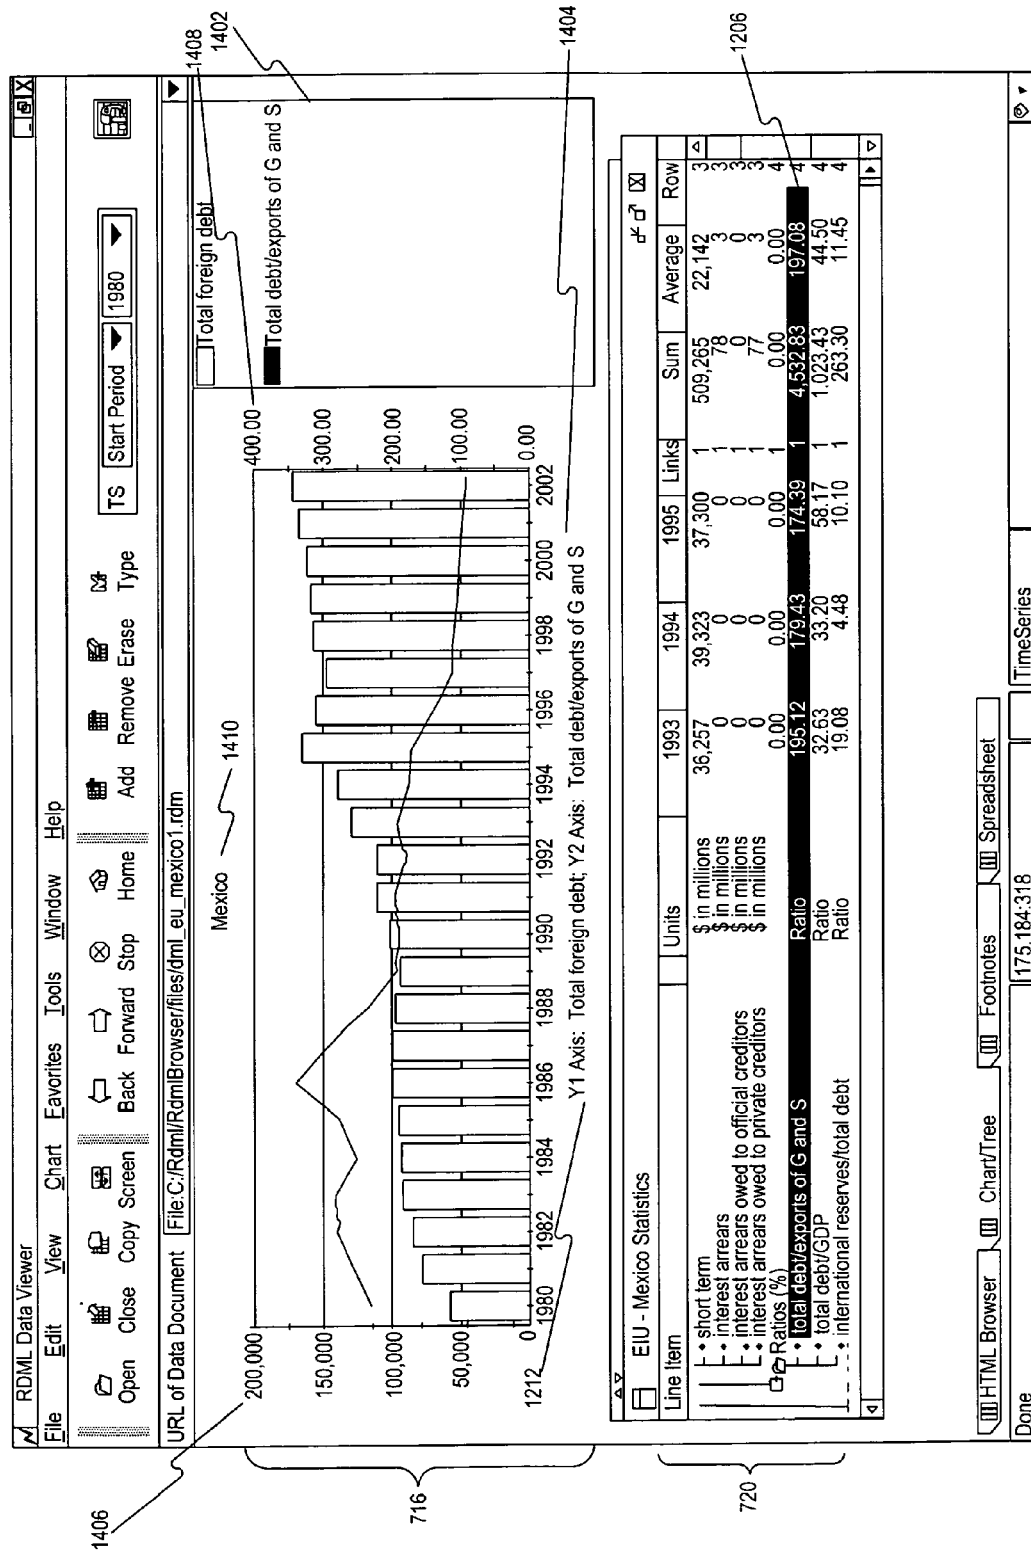 RDML Data Viewer
File Edit View Chart Favorites Tools Window Help
Open Close Copy Screen Back Forward Stop Home Add Remove Erase Type TS Start Period 1980
URL of Data Document File:C:/Rdml/RdmlBrowser/files/dml_eu_mexico1.rdm
1406
1408
1402
Mexico 1410
200,000
150,000
100,000
50,000
0
400.00
300.00
200.00
100.00
0.00
1980 1982 1984 1986 1988 1990 1992 1994 1996 1998 2000 2002
Total foreign debt
Total debt/exports of G and S
1212
Y1 Axis: Total foreign debt; Y2 Axis: Total debt/exports of G and S
1404
716
EIU - Mexico Statistics
Line Item Units 1993 1994 1995 Links Sum Average Row
short term $ in millions 36,257 39,323 37,300 1 509,265 22,142 3
interest arrears $ in millions 0 0 0 1 78 3 3
interest arrears owed to official creditors $ in millions 0 0 0 1 0 0 3
interest arrears owed to private creditors $ in millions 0 0 0 1 77 3 3
Ratios (%) 0.00 0.00 0.00 1 0.00 0.00 4
total debt/exports of G and S Ratio 195.12 179.43 174.39 1 4,532.83 197.08 4
total debt/GDP Ratio 32.63 33.20 58.17 1 1.023.43 44.50 4
international reserves/total debt Ratio 19.08 4.48 10.10 1 263.30 11.45 4
1206
720
HTML Browser Chart/Tree Footnotes Spreadsheet
Done 175.184:318 TimeSeries